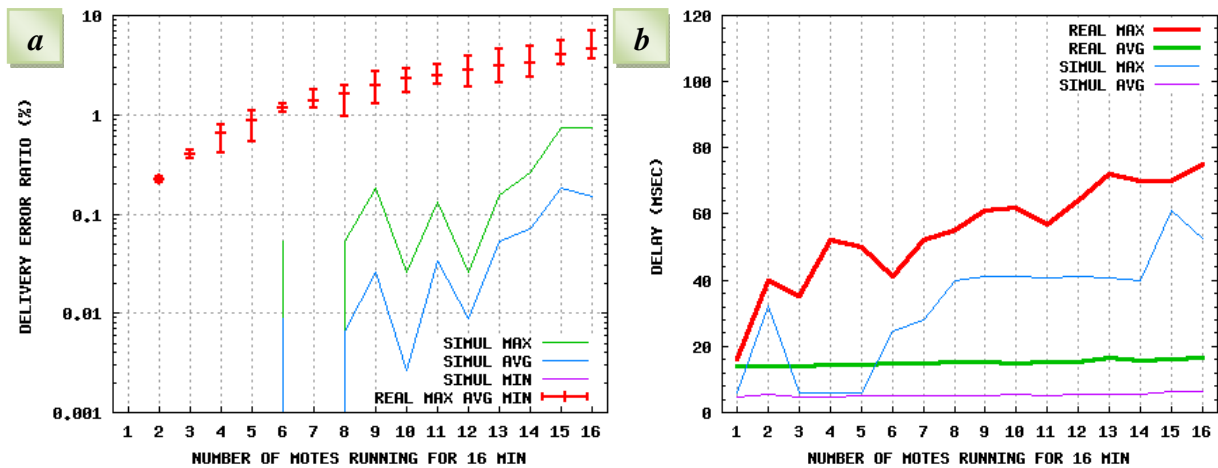 a
10
1
0.1
0.01
0.001
DELIVERY ERROR RATIO (%)
SIMUL MAX
SIMUL AVG
SIMUL MIN
REAL MAX AVG MIN
1 2 3 4 5 6 7 8 9 10 11 12 13 14 15 16
NUMBER OF MOTES RUNNING FOR 16 MIN
b
120
100
80
60
40
20
0
DELAY (MSEC)
REAL MAX
REAL AVG
SIMUL MAX
SIMUL AVG
1 2 3 4 5 6 7 8 9 10 11 12 13 14 15 16
NUMBER OF MOTES RUNNING FOR 16 MIN